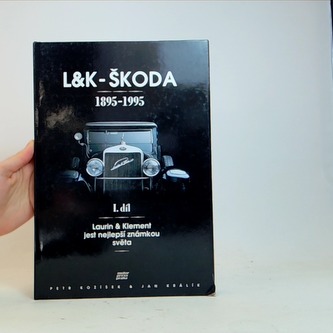 L&K - ŠKODA
1895-1995
I. díl
Laurin & Klement
jest nejlepší známkou
světa
PETR KOŽÍŠEK & JAN KRÁLÍK